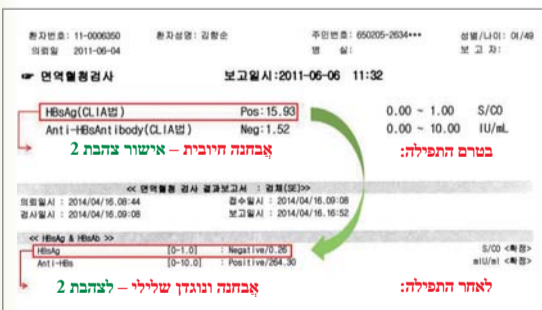 환자번호: 11-0006350 환자성명: 김항순 주민번호: 650205-2634*** 성별/나이: 여/49
의뢰일 2011-06-04 병 실: 보 고 자:
☞ 면역혈청검사 보고일시:2011-06-06 11:32
HBsAg(CLIA법) Pos:15.93 0.00 ~ 1.00 S/CO
Anti-HBsAntibody(CLIA법) Neg:1.52 0.00 ~ 10.00 IU/mL
אֲבחנה חיובית – אישור צהבת 2 בטרם התפילה:
<< 면역혈청 검사 결과보고서 : 검체(SE)>>
의뢰일시 : 2014/04/16.08:44 접수일시 : 2014/04/16.09:08
검사일시 : 2014/04/16.09:08 보고일시 : 2014/04/16.16:52
<< HBsAg & HBsAb >>
HBsAg [0-1.0] : Negative/0.26 S/CO <확정>
Anti-HBs [0-10.0] : Positive/264.30 mIU/ml <확정>
אֲבחנה ונוגדן שלילי – לצהבת 2 לאחר התפילה: